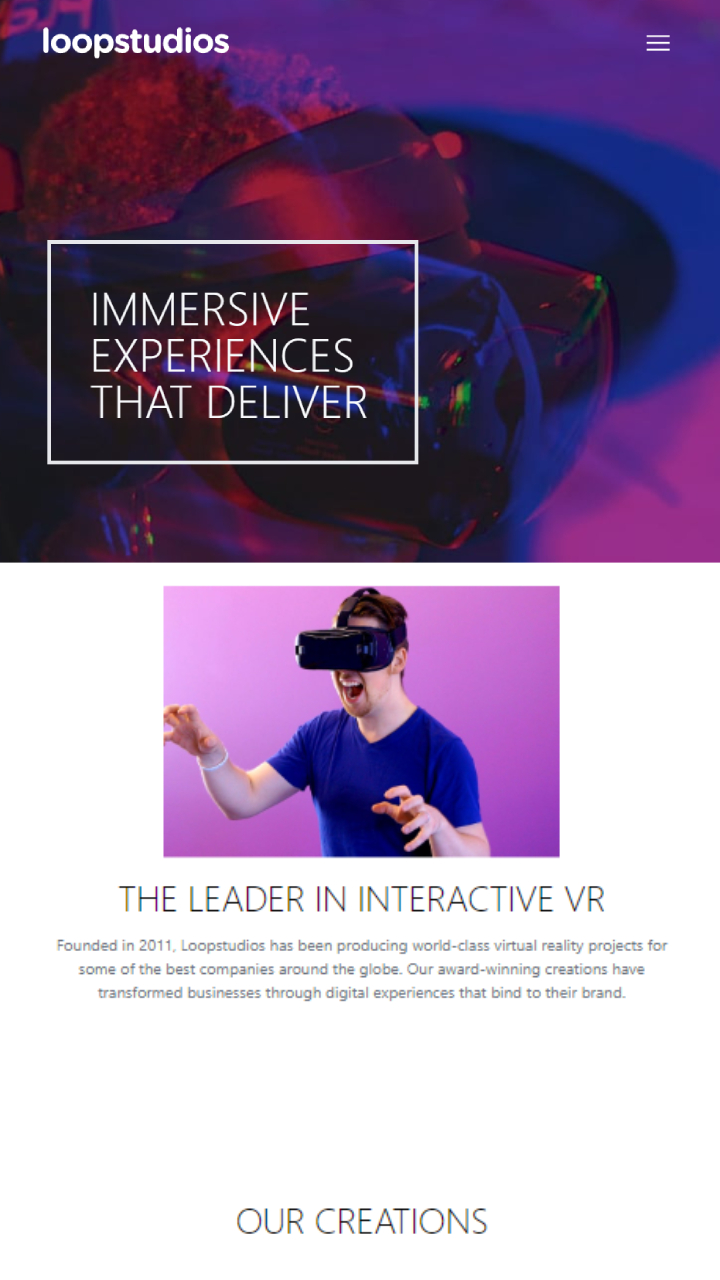 loopstudios
IMMERSIVE
EXPERIENCES
THAT DELIVER
THE LEADER IN INTERACTIVE VR
Founded in 2011, Loopstudios has been producing world-class virtual reality projects for
some of the best companies around the globe. Our award-winning creations have
transformed businesses through digital experiences that bind to their brand.
OUR CREATIONS